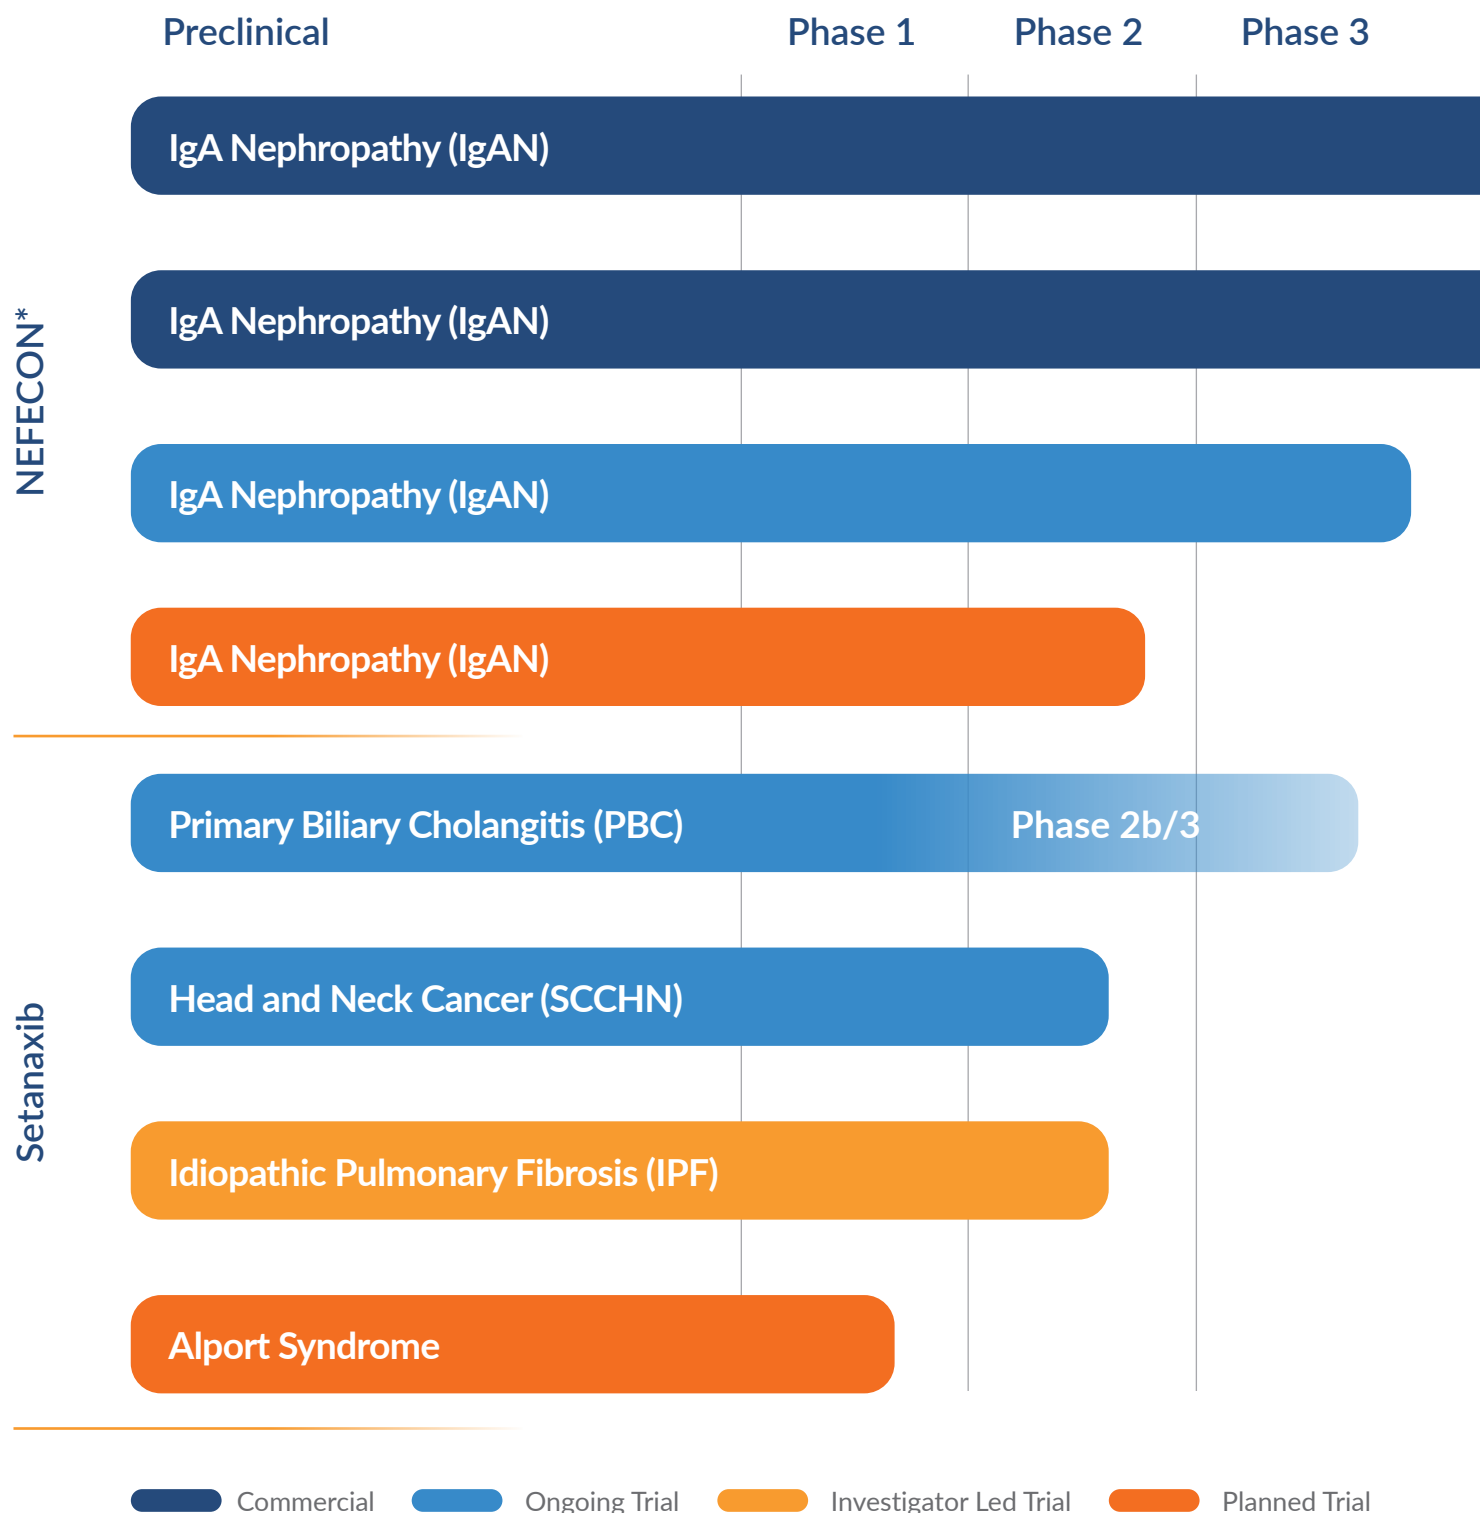 Preclinical
Phase 1
Phase 2
Phase 3
NEFECON*
IgA Nephropathy (IgAN)
IgA Nephropathy (IgAN)
IgA Nephropathy (IgAN)
IgA Nephropathy (IgAN)
Setanaxib
Primary Biliary Cholangitis (PBC)
Phase 2b/3
Head and Neck Cancer (SCCHN)
Idiopathic Pulmonary Fibrosis (IPF)
Alport Syndrome
Commercial
Ongoing Trial
Investigator Led Trial
Planned Trial